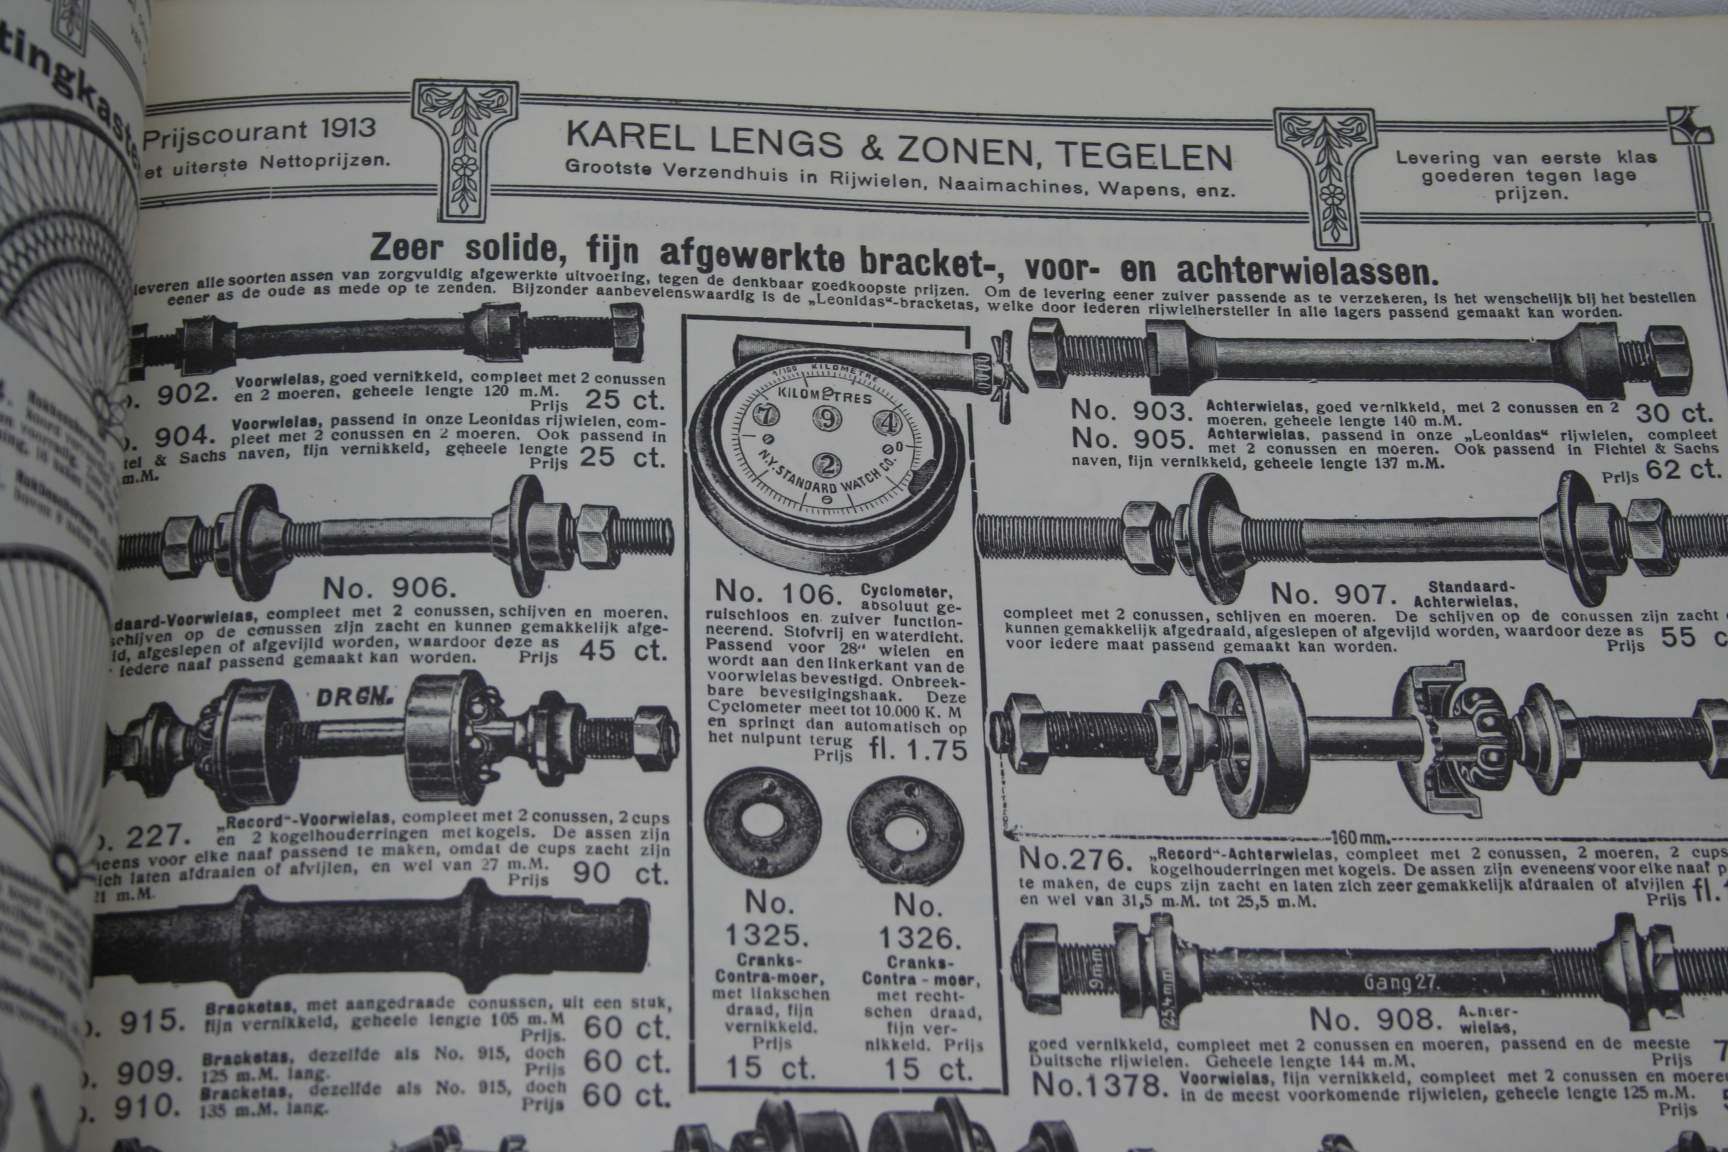 tingkaste
Prijscourant 1913
et uiterste Nettoprijzen.
KAREL LENGS & ZONEN, TEGELEN
Grootste Verzendhuis in Rijwielen, Naaimachines, Wapens, enz.
Levering van eerste klas
goederen tegen lage
prijzen.
Zeer solide, fijn afgewerkte bracket-, voor- en achterwielassen.
leveren alle soorten assen van zorgvuldig afgewerkte uitvoering, tegen de denkbaar goedkoopste prijzen. Om de levering eener zuiver passende as te verzekeren, is het wenschelijk bij het bestellen
eener as de oude as mede op te zenden. Bijzonder aanbevelenswaardig is de „Leonidas“-bracketas, welke door iederen rijwielhersteller in alle lagers passend gemaakt kan worden.
902. Voorwielas, goed vernikkeld, compleet met 2 conussen
en 2 moeren, geheele lengte 120 m.M.
Prijs 25 ct.
904. Voorwielas, passend in onze Leonidas rijwielen, com-
pleet met 2 conussen en 2 moeren. Ook passend in
tel & Sachs naven, fijn vernikkeld, geheele lengte
m.M. Prijs 25 ct.
No. 906.
daard-Voorwielas, compleet met 2 conussen, schijven en moeren.
schijven op de conussen zijn zacht en kunnen gemakkelijk afge-
id, afgeslepen of afgevijld worden, waardoor deze as
iedere naaf passend gemaakt kan worden. Prijs 45 ct.
DRGM.
227. „Record“-Voorwielas, compleet met 2 conussen, 2 cups
en 2 kogelhouderringen met kogels. De assen zijn
neens voor elke naaf passend te maken, omdat de cups zacht zijn
ich laten afdraaien of afvijlen, en wel van 27 m.M.
21 m.M. Prijs 90 ct.
915. Bracketas, met aangedraade conussen, uit een stuk,
fijn vernikkeld, geheele lengte 105 m.M
Prijs. 60 ct.
909. Bracketas, dezelfde als No. 915, doch
125 m.M. lang. Prijs 60 ct.
910. Bracketas, dezelfde als No. 915, doch
135 m.M. lang. Prijs 60 ct.
1/100 KILOMETRE
KILOMETRES
7 9 4
2
N.Y. STANDARD WATCH CO.
No. 106. Cyclometer,
absoluut ge-
ruischloos en zuiver function-
neerend. Stofvrij en waterdicht.
Passend voor 28“ wielen en
wordt aan den linkerkant van de
voorwielas bevestigd. Onbreek-
bare bevestigingshaak. Deze
Cyclometer meet tot 10.000 K. M
en springt dan automatisch op
het nulpunt terug
Prijs fl. 1.75
No.
1325.
Cranks-
Contra-moer,
met linkschen
draad, fijn
vernikkeld.
Prijs
15 ct.
No.
1326.
Cranks-
Contra - moer,
met recht-
schen draad,
fijn ver-
nikkeld. Prijs
15 ct.
No. 903. Achterwielas, goed vernikkeld, met 2 conussen en 2
moeren, geheele lengte 140 m.M. 30 ct.
No. 905. Achterwielas, passend in onze „Leonidas“ rijwielen, compleet
met 2 conussen en moeren. Ook passend in Fichtel & Sachs
naven, fijn vernikkeld, geheele lengte 137 m.M.
Prijs 62 ct.
No. 907. Standaard-
Achterwielas,
compleet met 2 conussen, schijven en moeren. De schijven op de conussen zijn zacht
kunnen gemakkelijk afgedraaid, afgeslepen of afgevijld worden, waardoor deze as
voor iedere maat passend gemaakt kan worden. Prijs 55 c
160 mm.
No. 276. „Record“-Achterwielas, compleet met 2 conussen, 2 moeren, 2 cups
kogelhouderringen met kogels. De assen zijn eveneens voor elke naaf p
te maken, de cups zijn zacht en laten zich zeer gemakkelijk afdraaien of afvijlen
en wel van 31,5 m.M. tot 25,5 m.M. Prijs fl.
9mm
25.4mm
Gang 27.
No. 908. Achter-
wielas,
goed vernikkeld, compleet met 2 conussen en moeren, passend en de meeste
Duitsche rijwielen. Geheele lengte 144 m.M. Prijs 7
No. 1378. Voorwielas, fijn vernikkeld, compleet met 2 conussen en moere
in de meest voorkomende rijwielen, geheele lengte 125 m.M.
Prijs